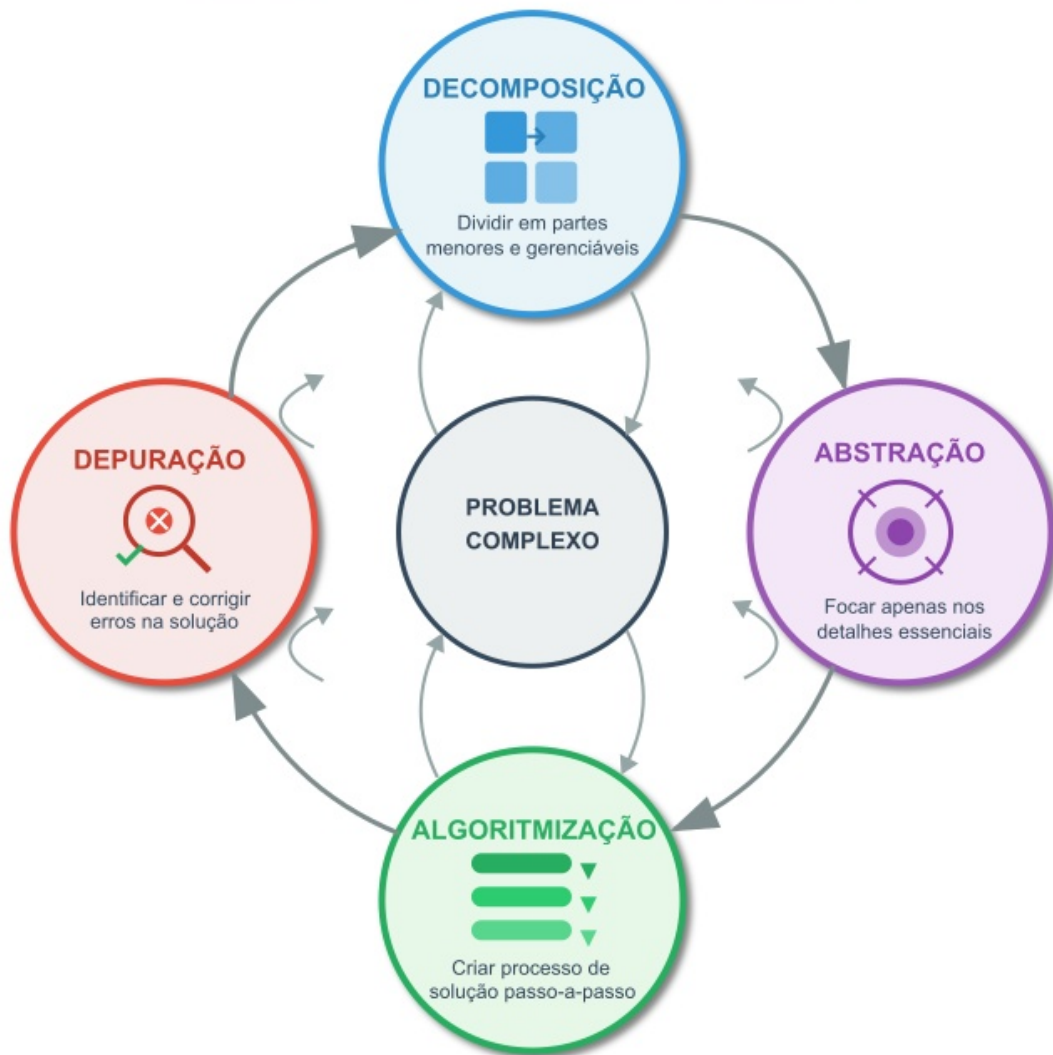 DECOMPOSIÇÃO
Dividir em partes
menores e gerenciáveis
DEPURAÇÃO
Identificar e corrigir
erros na solução
PROBLEMA
COMPLEXO
ABSTRAÇÃO
Focar apenas nos
detalhes essenciais
ALGORITMIZAÇÃO
Criar processo de
solução passo-a-passo